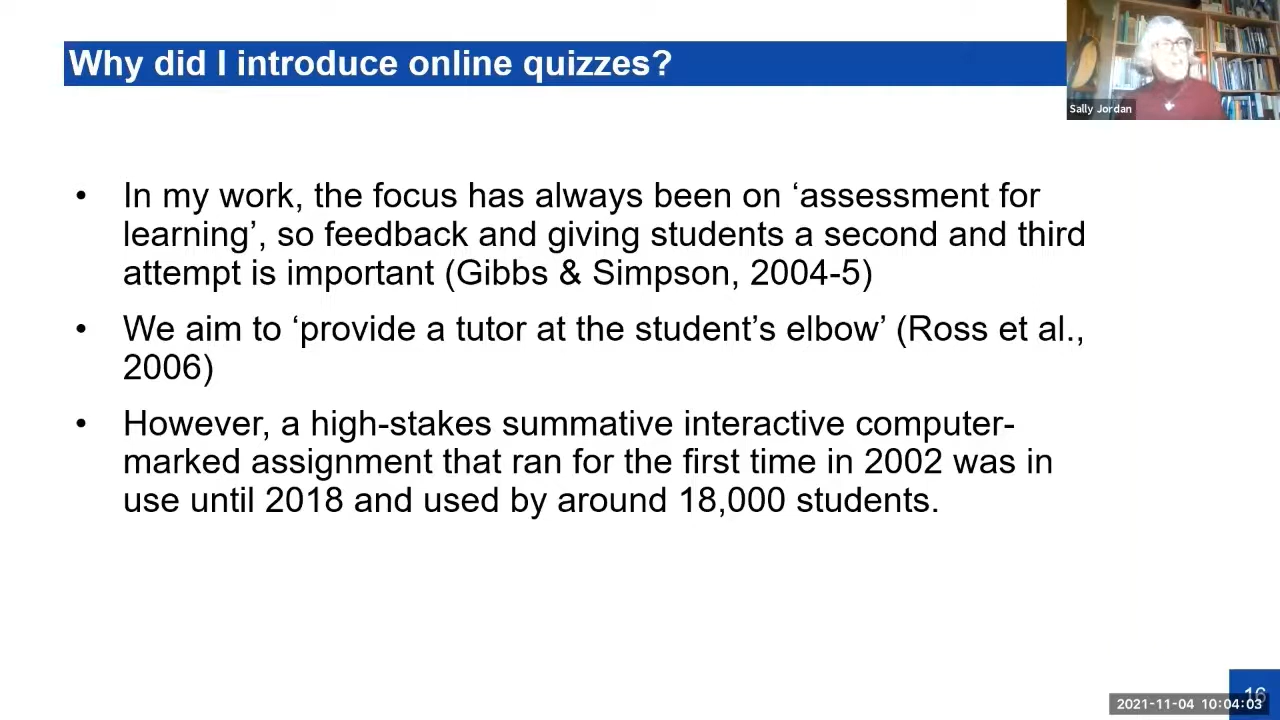 Why did I introduce online quizzes?
Sally Jordan
• In my work, the focus has always been on ‘assessment for
learning’, so feedback and giving students a second and third
attempt is important (Gibbs & Simpson, 2004-5)
• We aim to ‘provide a tutor at the student’s elbow’ (Ross et al.,
2006)
• However, a high-stakes summative interactive computer-
marked assignment that ran for the first time in 2002 was in
use until 2018 and used by around 18,000 students.
16
2021-11-04 10:04:03